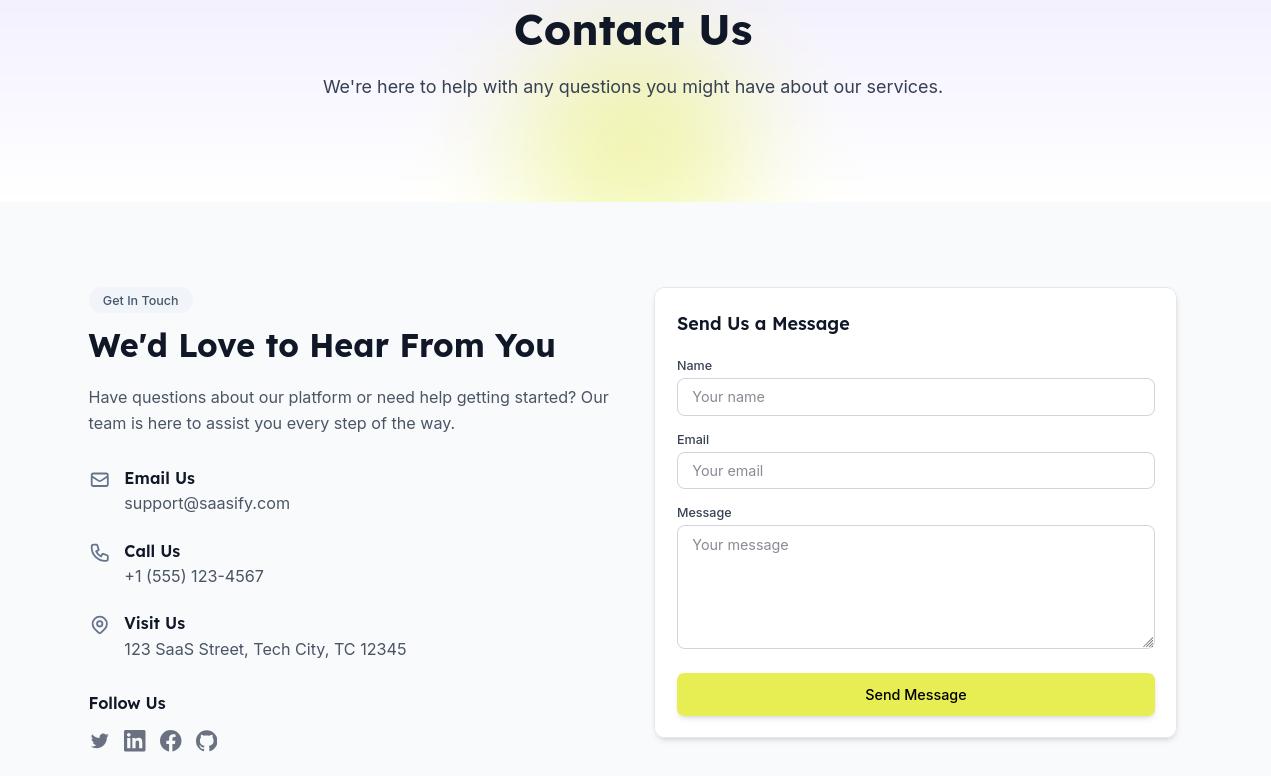 Contact Us
We're here to help with any questions you might have about our services.
Get In Touch
We'd Love to Hear From You
Have questions about our platform or need help getting started? Our
team is here to assist you every step of the way.
Email Us
support@saasify.com
Call Us
+1 (555) 123-4567
Visit Us
123 SaaS Street, Tech City, TC 12345
Follow Us
Send Us a Message
Name
Your name
Email
Your email
Message
Your message
Send Message